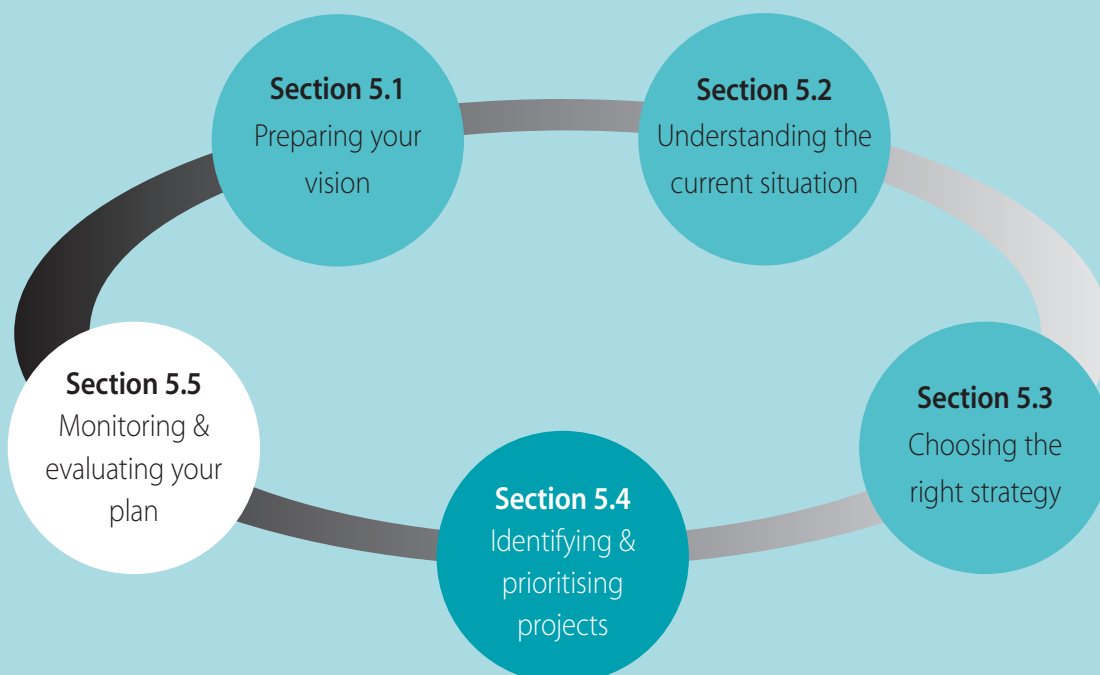 Section 5.1
Preparing your
vision
Section 5.2
Understanding the
current situation
Section 5.3
Choosing the
right strategy
Section 5.4
Identifying &
prioritising
projects
Section 5.5
Monitoring &
evaluating your
plan